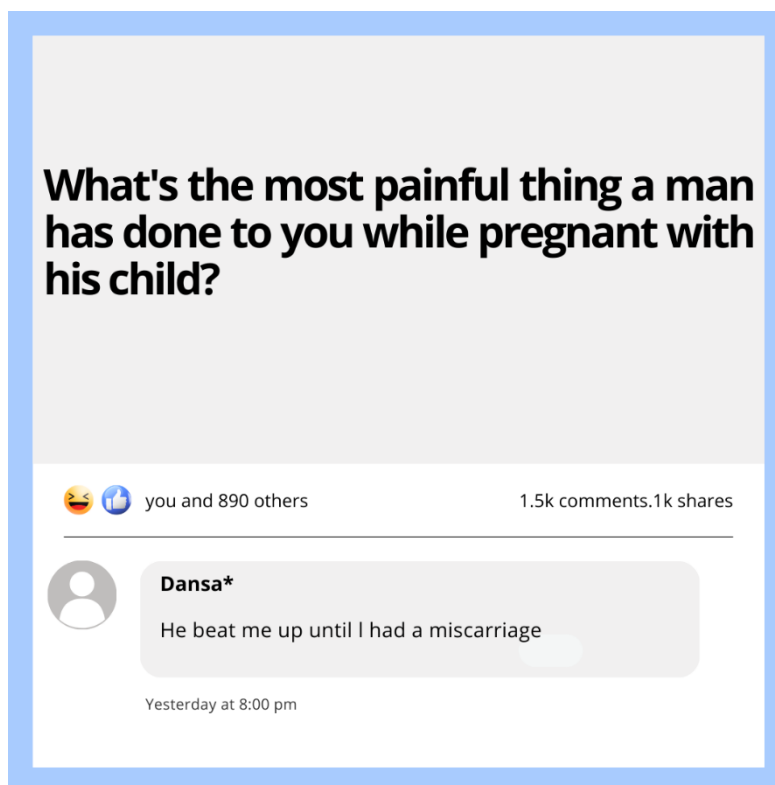 What's the most painful thing a man
has done to you while pregnant with
his child?
you and 890 others
1.5k comments.1k shares
Dansa*
He beat me up until I had a miscarriage
Yesterday at 8:00 pm